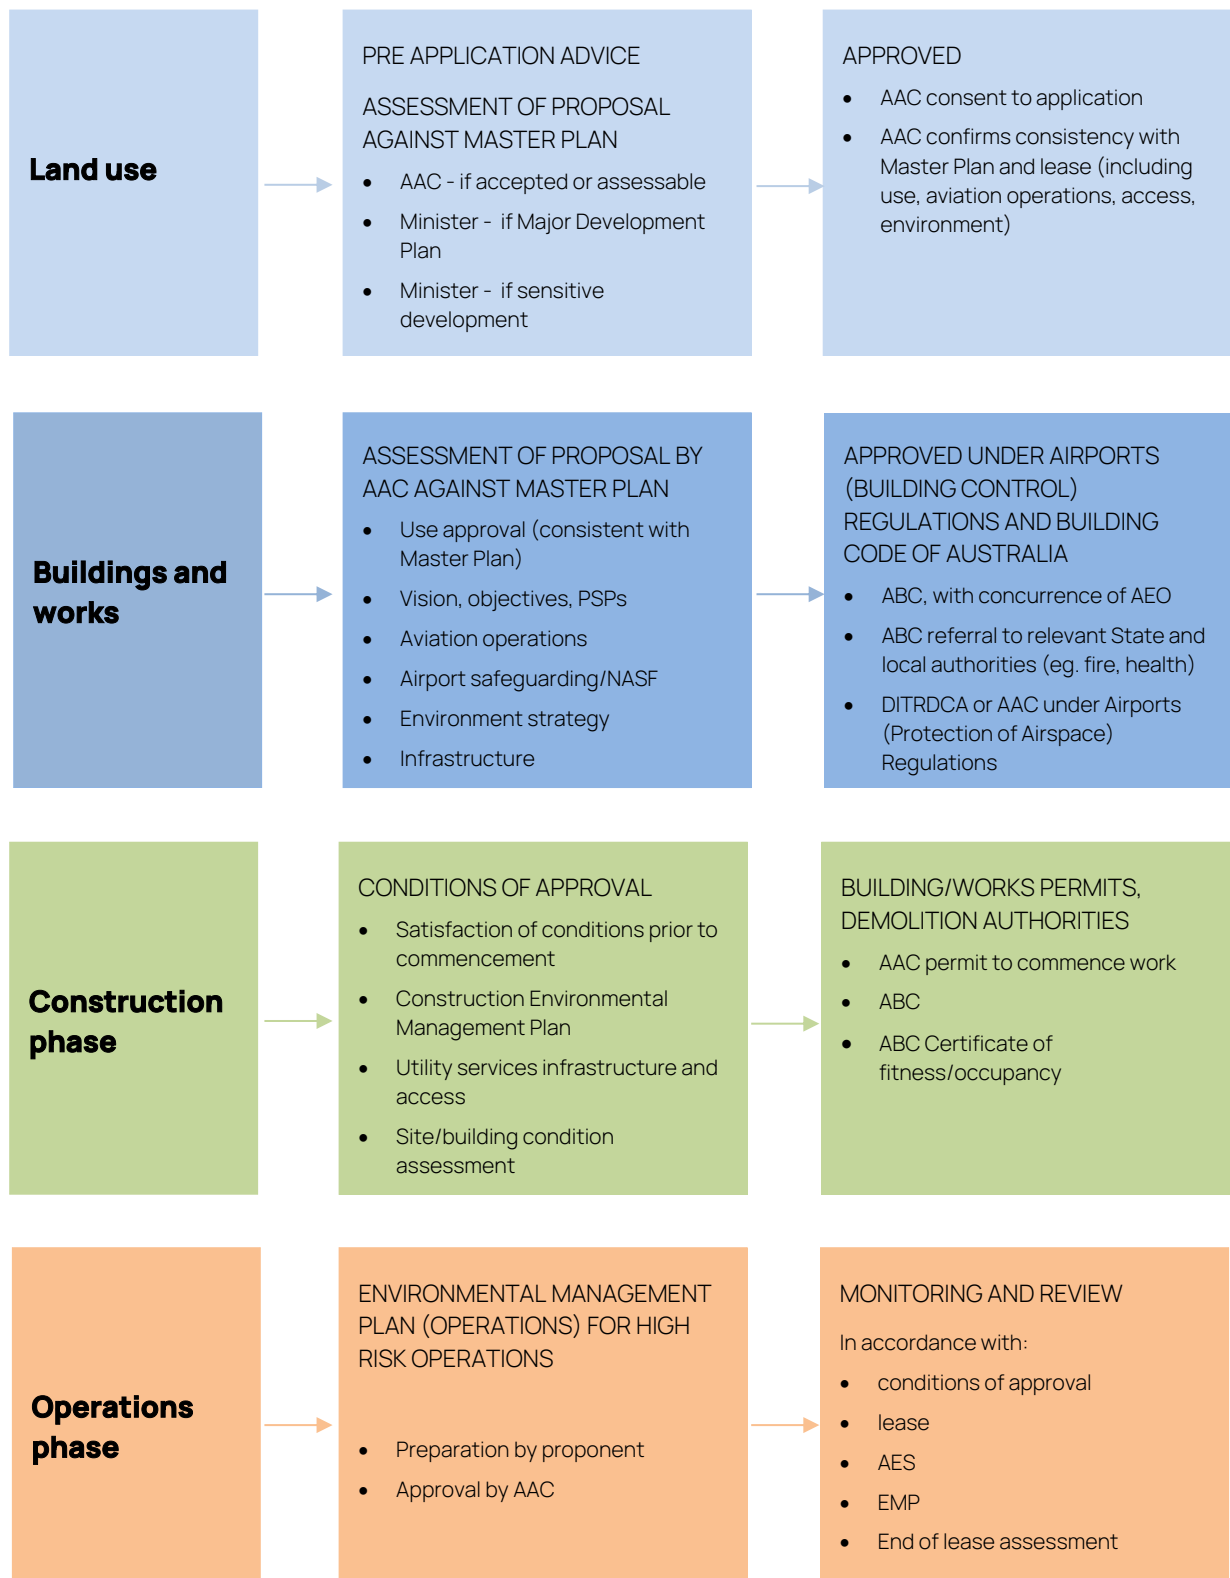 Land use
PRE APPLICATION ADVICE
ASSESSMENT OF PROPOSAL
AGAINST MASTER PLAN
• AAC - if accepted or assessable
• Minister - if Major Development
Plan
• Minister - if sensitive
development
APPROVED
• AAC consent to application
• AAC confirms consistency with
Master Plan and lease (including
use, aviation operations, access,
environment)
Buildings and
works
ASSESSMENT OF PROPOSAL BY
AAC AGAINST MASTER PLAN
• Use approval (consistent with
Master Plan)
• Vision, objectives, PSPs
• Aviation operations
• Airport safeguarding/NASF
• Environment strategy
• Infrastructure
APPROVED UNDER AIRPORTS
(BUILDING CONTROL)
REGULATIONS AND BUILDING
CODE OF AUSTRALIA
• ABC, with concurrence of AEO
• ABC referral to relevant State and
local authorities (eg. fire, health)
• DITRDCA or AAC under Airports
(Protection of Airspace)
Regulations
Construction
phase
CONDITIONS OF APPROVAL
• Satisfaction of conditions prior to
commencement
• Construction Environmental
Management Plan
• Utility services infrastructure and
access
• Site/building condition
assessment
BUILDING/WORKS PERMITS,
DEMOLITION AUTHORITIES
• AAC permit to commence work
• ABC
• ABC Certificate of
fitness/occupancy
Operations
phase
ENVIRONMENTAL MANAGEMENT
PLAN (OPERATIONS) FOR HIGH
RISK OPERATIONS
• Preparation by proponent
• Approval by AAC
MONITORING AND REVIEW
In accordance with:
• conditions of approval
• lease
• AES
• EMP
• End of lease assessment